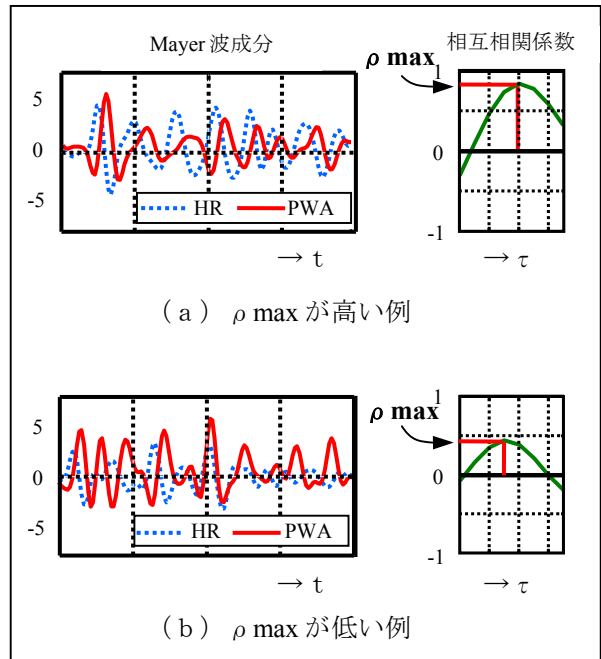 Mayer 波成分
相互相関係数
ρ max
5
0
-5
HR
PWA
→ t
1
0
-1
→ τ
（a） ρ max が高い例
ρ max
5
0
-5
HR
PWA
→ t
1
0
-1
→ τ
（b） ρ max が低い例